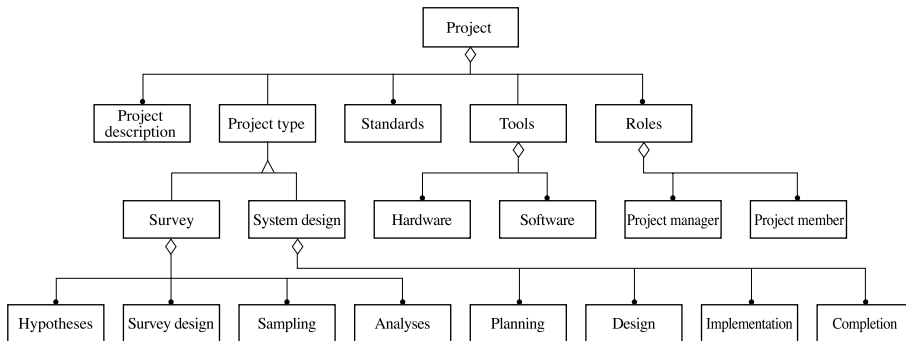 Project
Project
description
Project type
Standards
Tools
Roles
Survey
System design
Hardware
Software
Project manager
Project member
Hypotheses
Survey design
Sampling
Analyses
Planning
Design
Implementation
Completion